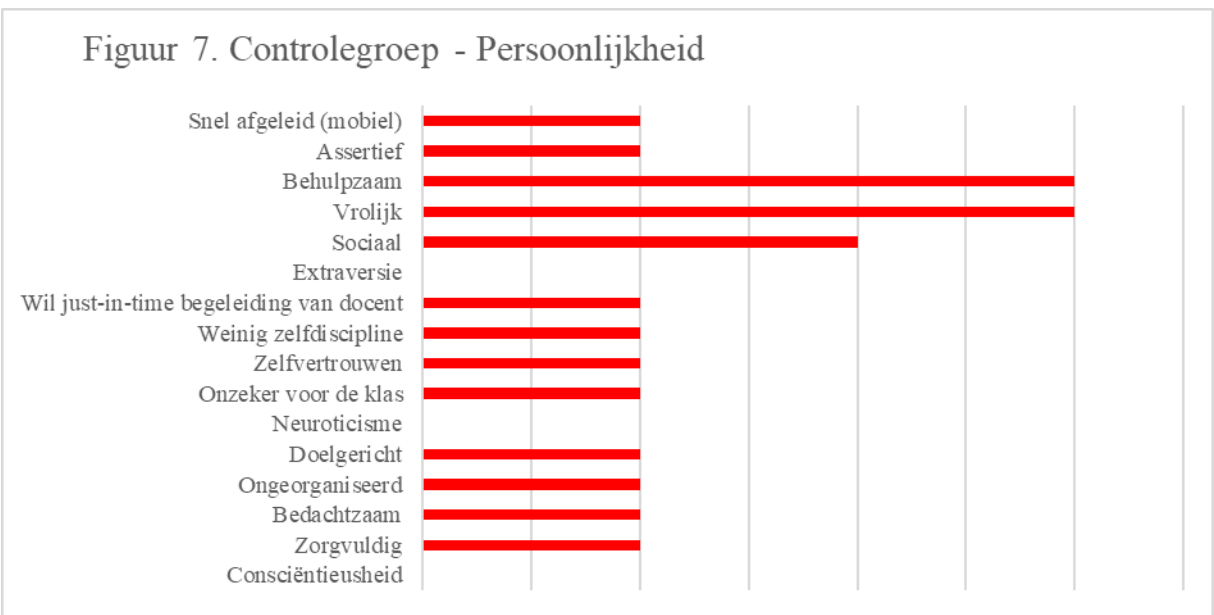 Figuur 7. Controlegroep - Persoonlijkheid
Snel afgeleid (mobiel)
Assertief
Behulpzaam
Vrolijk
Sociaal
Extraversie
Wil just-in-time begeleiding van docent
Weinig zelfdiscipline
Zelfvertrouwen
Onzeker voor de klas
Neuroticisme
Doelgericht
Ongeorganiseerd
Bedachtzaam
Zorgvuldig
Consciëntieusheid